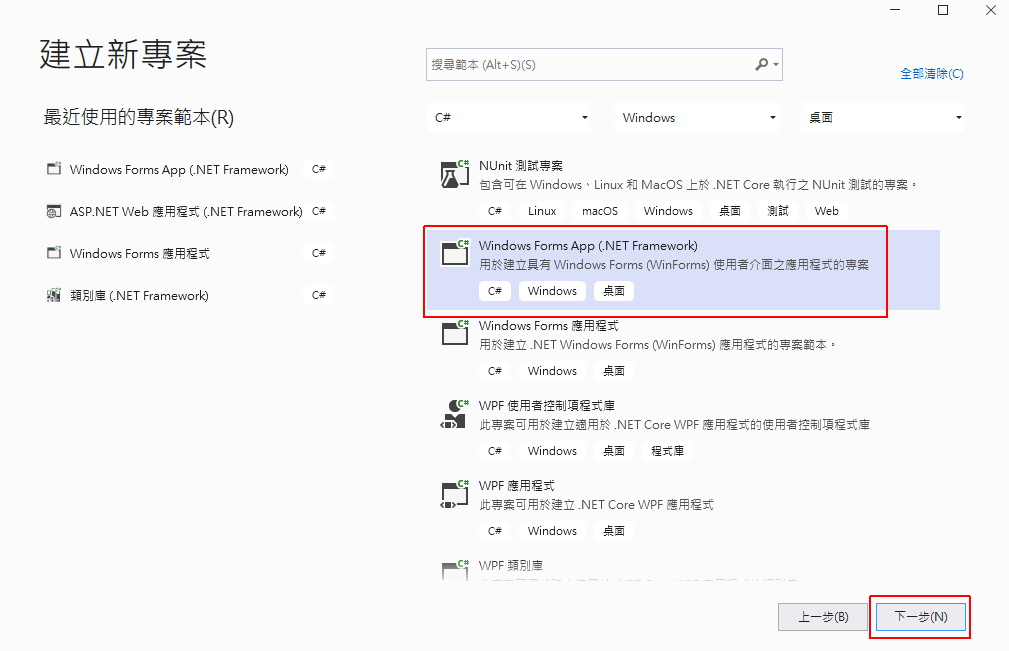 建立新專案
最近使用的專案範本(R)
Windows Forms App (.NET Framework) C#
ASP.NET Web 應用程式 (.NET Framework) C#
Windows Forms 應用程式 C#
類別庫 (.NET Framework) C#
搜尋範本 (Alt+S)(S)
全部清除(C)
C# Windows 桌面
NUnit 測試專案
包含可在 Windows、Linux 和 MacOS 上於 .NET Core 執行之 NUnit 測試的專案。
C# Linux macOS Windows 桌面 測試 Web
Windows Forms App (.NET Framework)
用於建立具有 Windows Forms (WinForms) 使用者介面之應用程式的專案
C# Windows 桌面
Windows Forms 應用程式
用於建立 .NET Windows Forms (WinForms) 應用程式的專案範本。
C# Windows 桌面
WPF 使用者控制項程式庫
此專案可用於建立適用於 .NET Core WPF 應用程式的使用者控制項程式庫
C# Windows 桌面 程式庫
WPF 應用程式
此專案可用於建立 .NET Core WPF 應用程式
C# Windows 桌面
WPF 類別庫
上一步(B) 下一步(N)